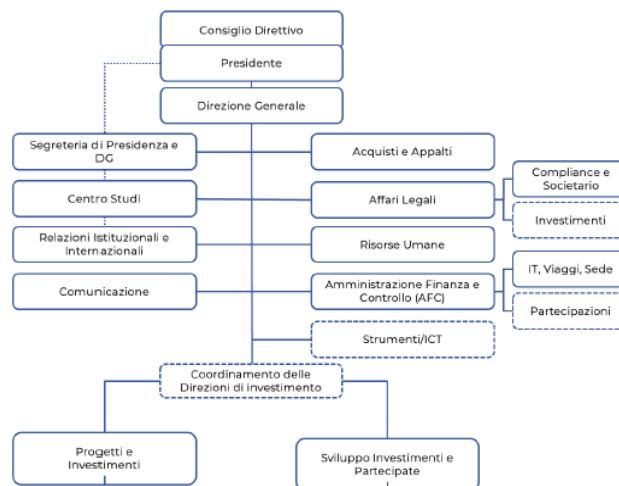 Consiglio Direttivo
Presidente
Direzione Generale
Segreteria di Presidenza e
DG
Acquisti e Appalti
Centro Studi
Affari Legali
Compliance e
Societario
Investimenti
Relazioni Istituzionali e
Internazionali
Risorse Umane
Comunicazione
Amministrazione Finanza e
Controllo (AFC)
IT, Viaggi, Sede
Partecipazioni
Strumenti/ICT
Coordinamento delle
Direzioni di investimento
Progetti e
Investimenti
Sviluppo Investimenti e
Partecipate